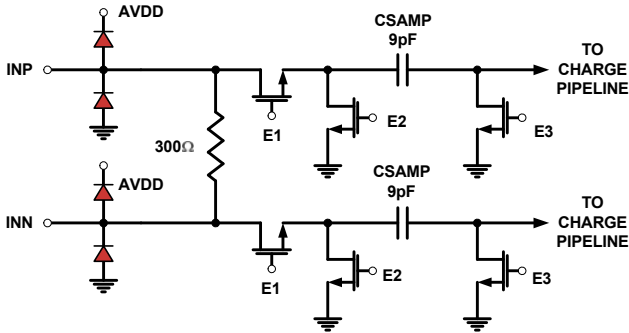 AVDD
CSAMP
9pF
TO
CHARGE
PIPELINE
INP
E1
E2
E3
300Ω
CSAMP
9pF
AVDD
TO
CHARGE
PIPELINE
INN
E1
E2
E3